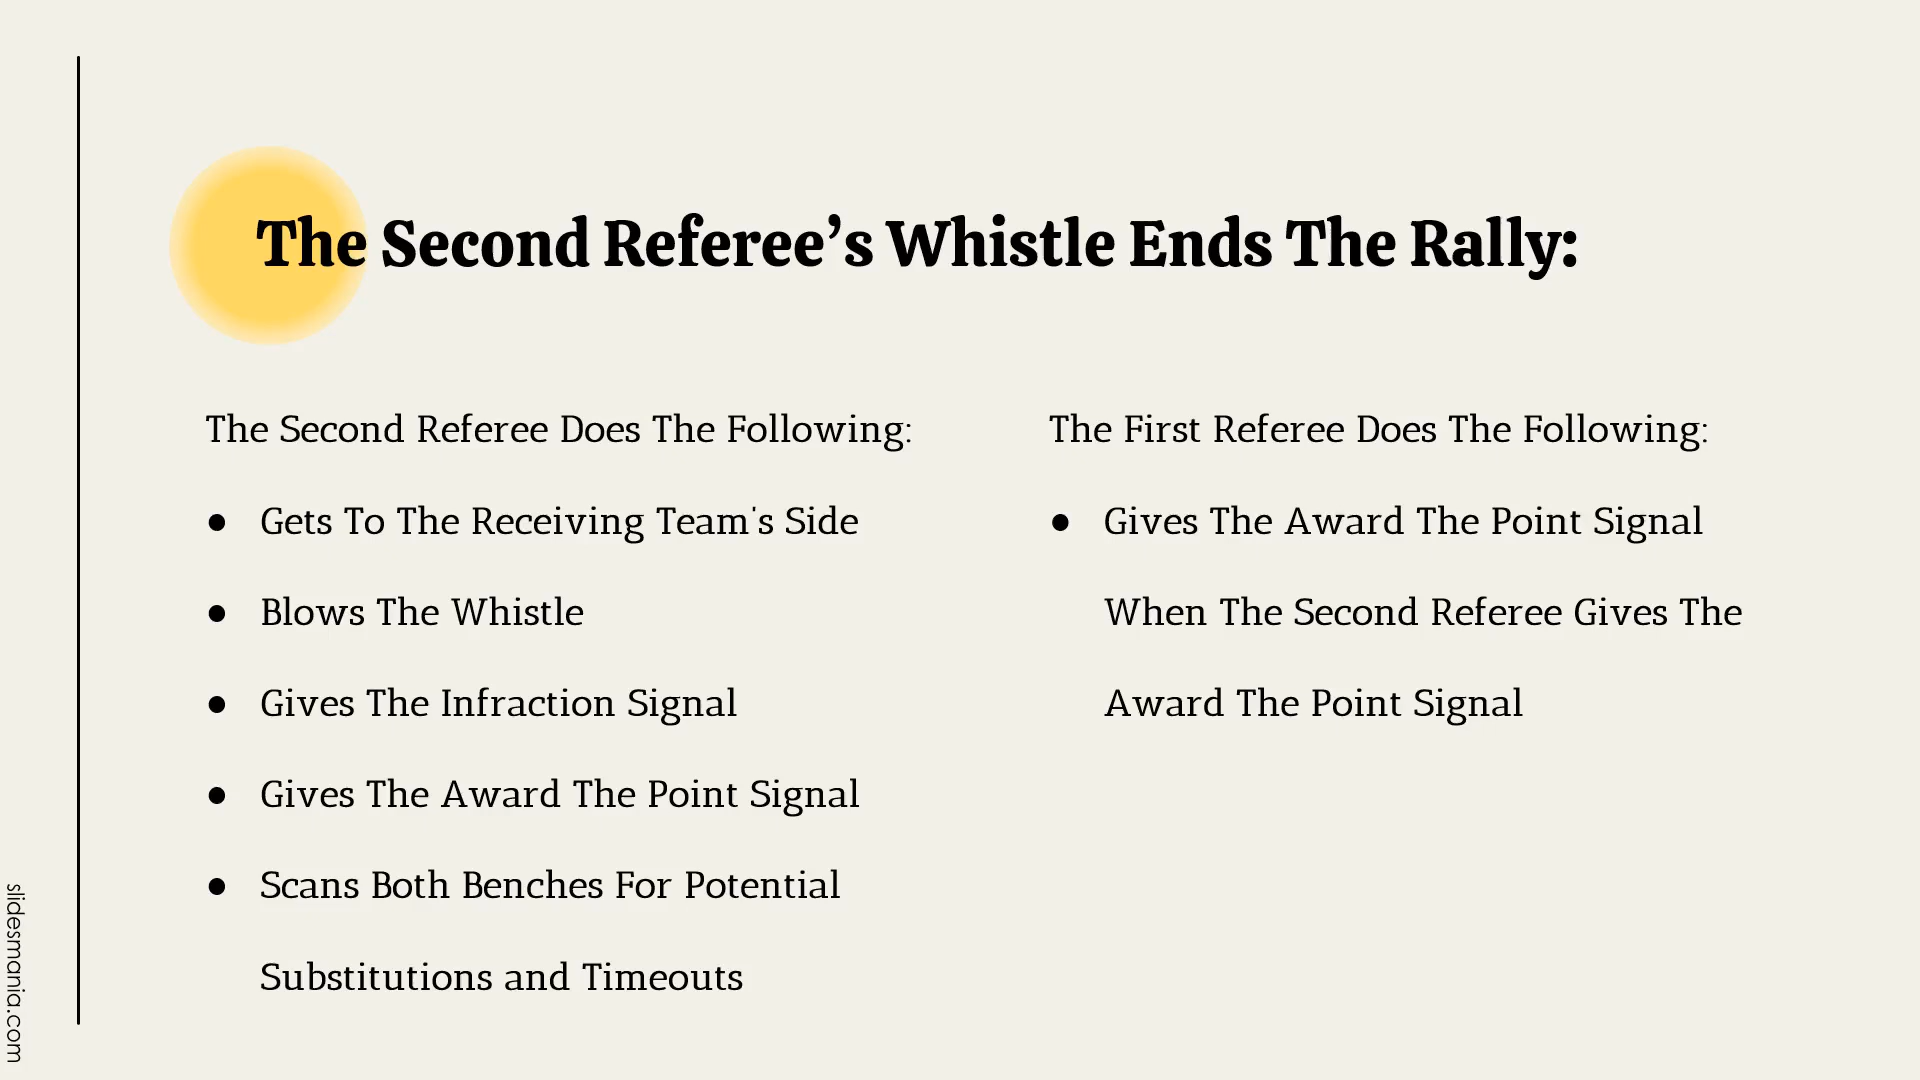 The Second Referee’s Whistle Ends The Rally:
The Second Referee Does The Following:
● Gets To The Receiving Team's Side
● Blows The Whistle
● Gives The Infraction Signal
● Gives The Award The Point Signal
● Scans Both Benches For Potential
Substitutions and Timeouts
The First Referee Does The Following:
● Gives The Award The Point Signal
When The Second Referee Gives The
Award The Point Signal
slidesmania.com